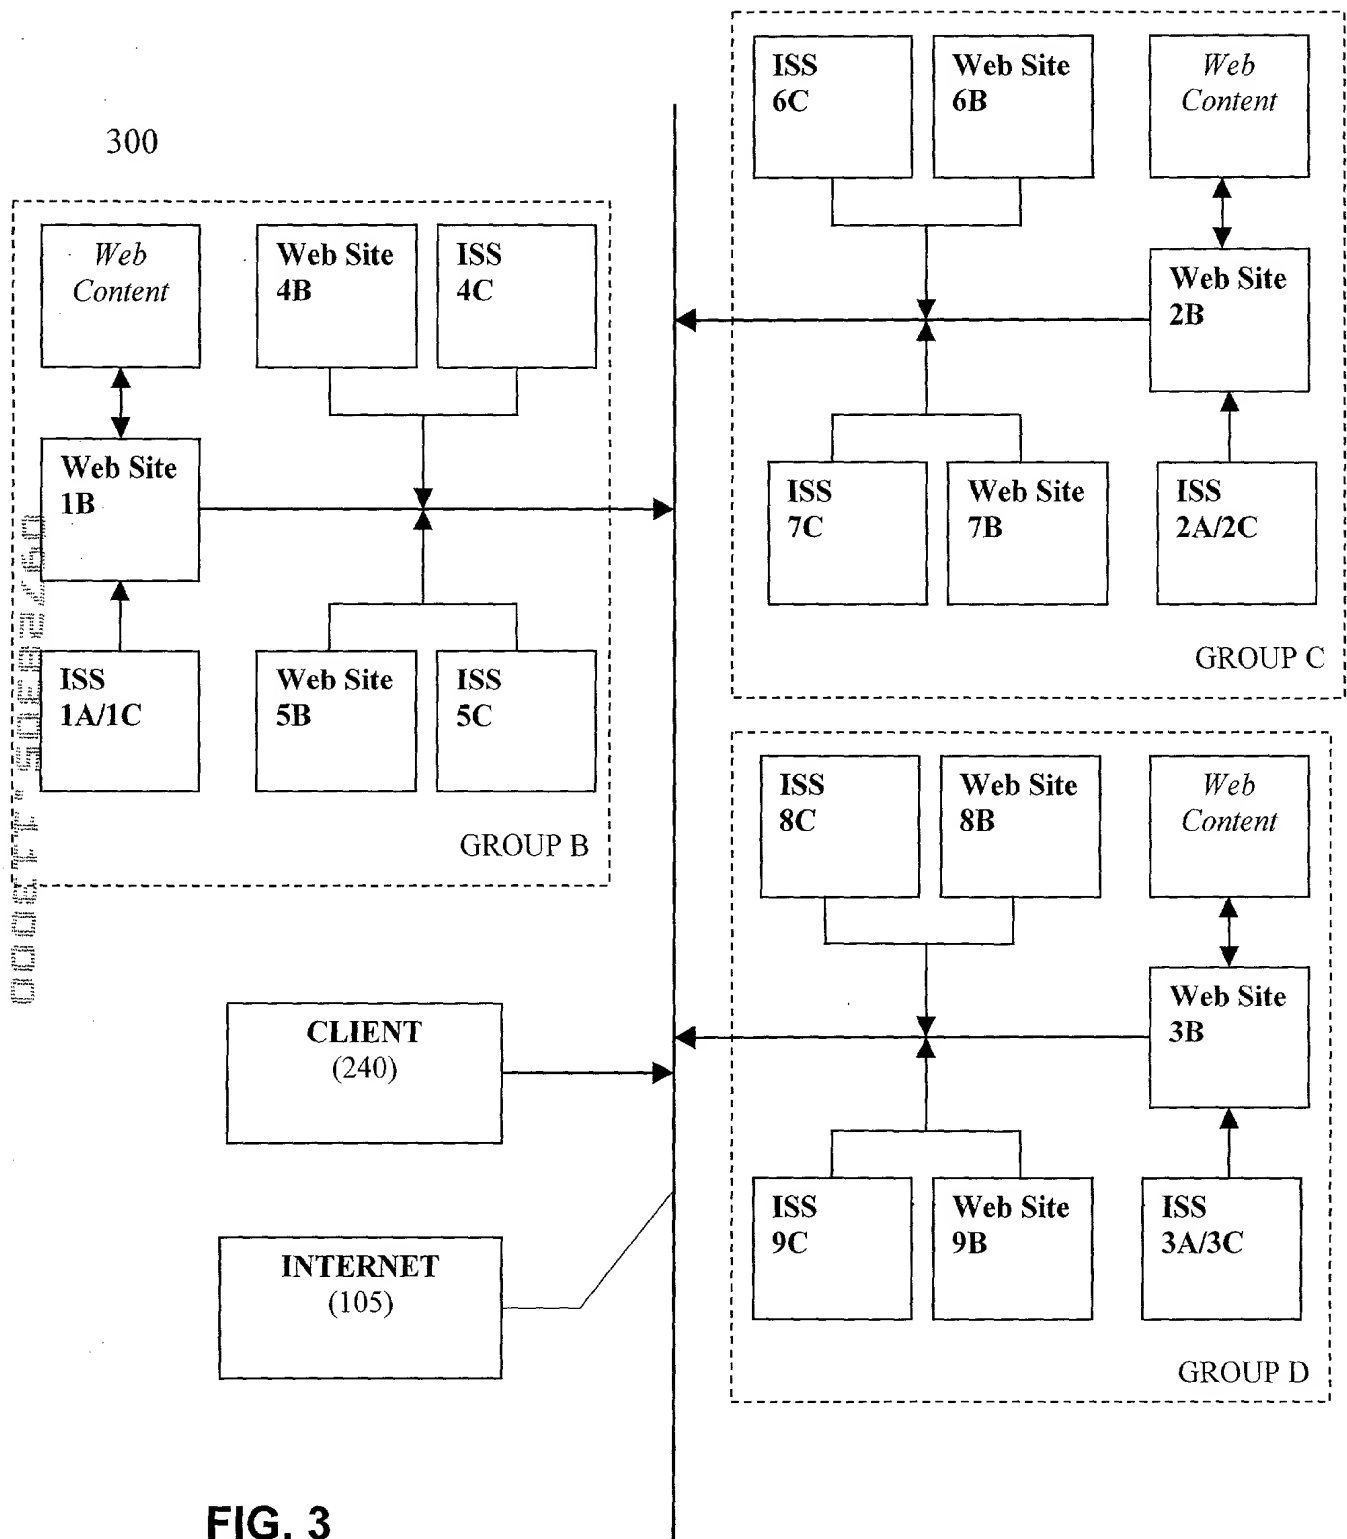 300
Web
Content
Web Site
4B
ISS
4C
Web Site
1B
ISS
1A/1C
Web Site
5B
ISS
5C
GROUP B
ISS
6C
Web Site
6B
Web
Content
Web Site
2B
ISS
7C
Web Site
7B
ISS
2A/2C
GROUP C
ISS
8C
Web Site
8B
Web
Content
Web Site
3B
ISS
9C
Web Site
9B
ISS
3A/3C
GROUP D
CLIENT
(240)
INTERNET
(105)
FIG. 3